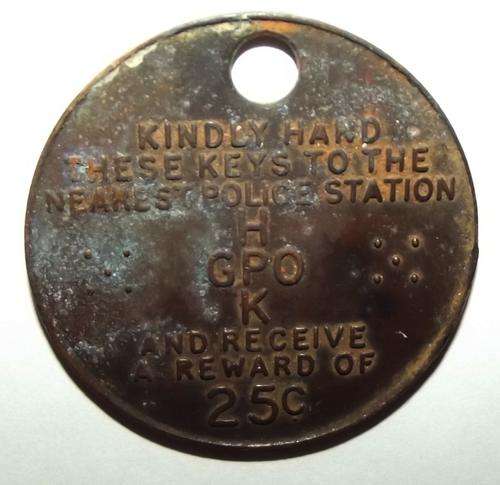 KINDLY HAND
THESE KEYS TO THE
NEAREST POLICE STATION
H
GPO
K
AND RECEIVE
A REWARD OF
25C